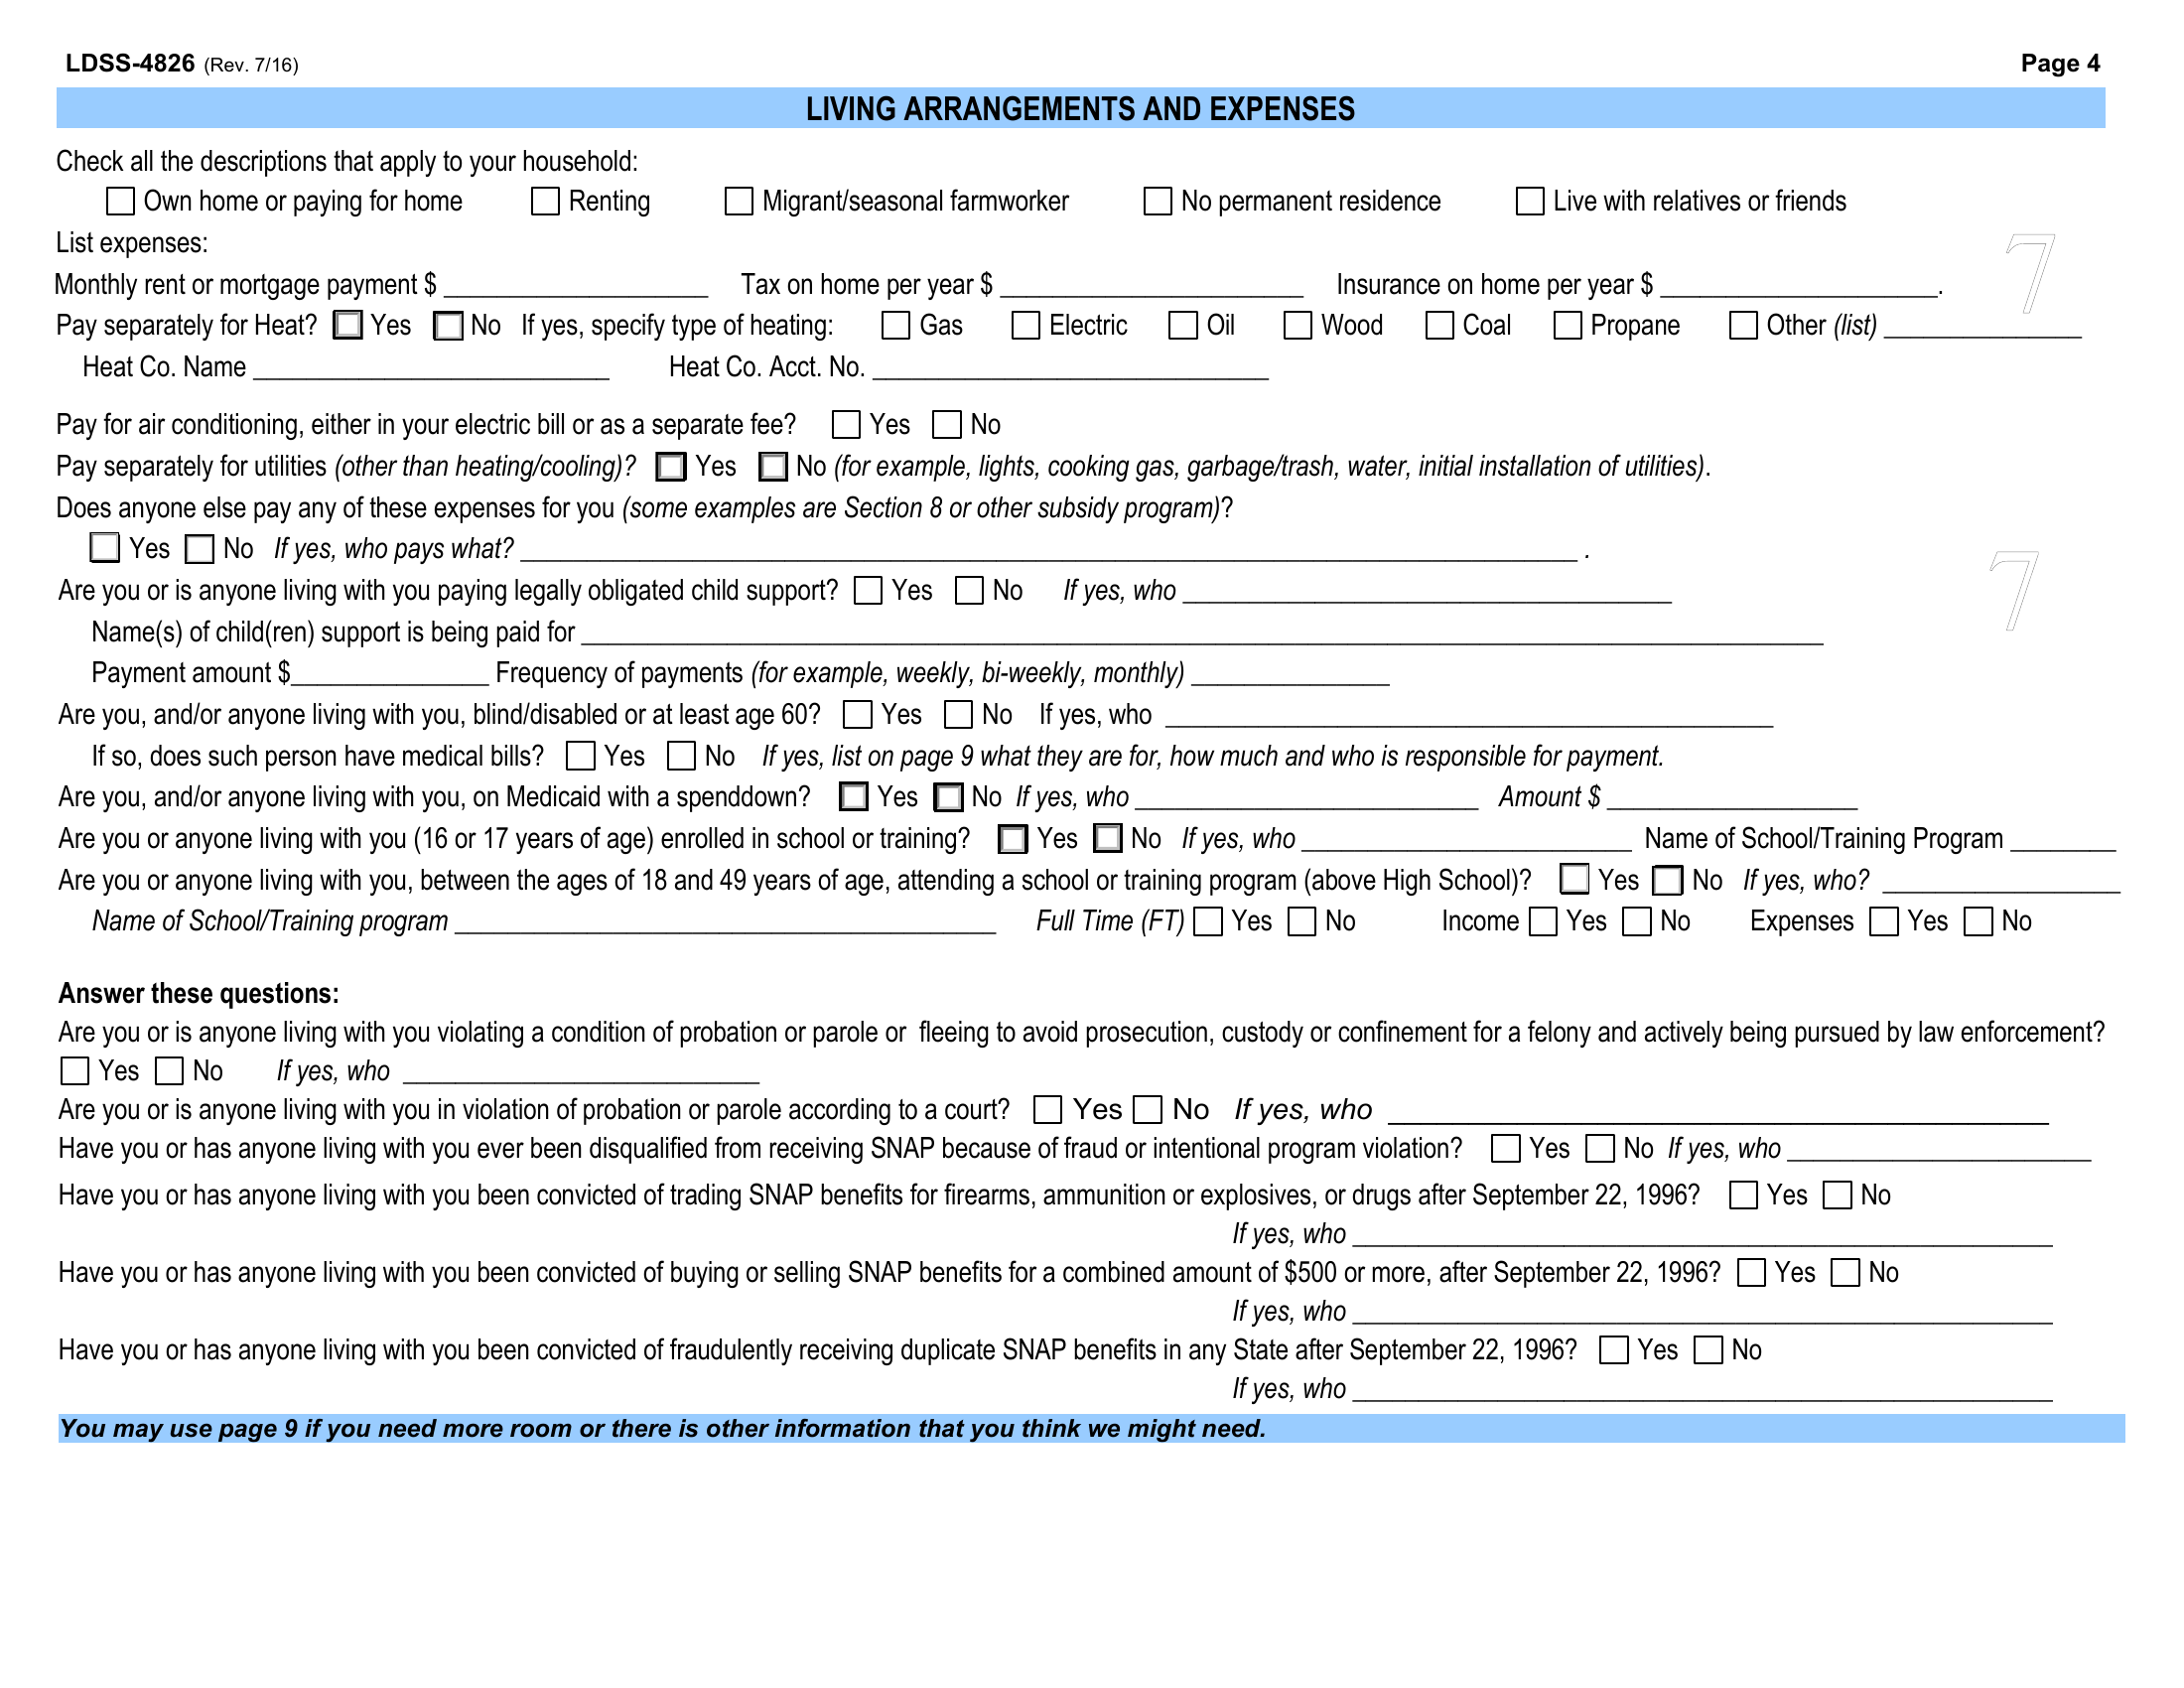 LDSS-4826 (Rev. 7/16) Page 4
LIVING ARRANGEMENTS AND EXPENSES
Check all the descriptions that apply to your household:
Own home or paying for home Renting Migrant/seasonal farmworker No permanent residence Live with relatives or friends
List expenses:
7
Monthly rent or mortgage payment $ ____________________ Tax on home per year $ _______________________ Insurance on home per year $ _____________________.
Pay separately for Heat? Yes No If yes, specify type of heating: Gas Electric Oil Wood Coal Propane Other (list) _______________
Heat Co. Name ___________________________ Heat Co. Acct. No. ______________________________
Pay for air conditioning, either in your electric bill or as a separate fee? Yes No
Pay separately for utilities (other than heating/cooling)? Yes No (for example, lights, cooking gas, garbage/trash, water, initial installation of utilities).
Does anyone else pay any of these expenses for you (some examples are Section 8 or other subsidy program)?
Yes No If yes, who pays what? ________________________________________________________________________________ .
7
Are you or is anyone living with you paying legally obligated child support? Yes No If yes, who _____________________________________
Name(s) of child(ren) support is being paid for ______________________________________________________________________________________________
Payment amount $_______________ Frequency of payments (for example, weekly, bi-weekly, monthly) _______________
Are you, and/or anyone living with you, blind/disabled or at least age 60? Yes No If yes, who ______________________________________________
If so, does such person have medical bills? Yes No If yes, list on page 9 what they are for, how much and who is responsible for payment.
Are you, and/or anyone living with you, on Medicaid with a spenddown? Yes No If yes, who __________________________ Amount $ ___________________
Are you or anyone living with you (16 or 17 years of age) enrolled in school or training? Yes No If yes, who _________________________ Name of School/Training Program ________
Are you or anyone living with you, between the ages of 18 and 49 years of age, attending a school or training program (above High School)? Yes No If yes, who? __________________
Name of School/Training program _________________________________________ Full Time (FT) Yes No Income Yes No Expenses Yes No
Answer these questions:
Are you or is anyone living with you violating a condition of probation or parole or fleeing to avoid prosecution, custody or confinement for a felony and actively being pursued by law enforcement?
Yes No If yes, who ___________________________
Are you or is anyone living with you in violation of probation or parole according to a court? Yes No If yes, who ___________________________________________
Have you or has anyone living with you ever been disqualified from receiving SNAP because of fraud or intentional program violation? Yes No If yes, who _______________________
Have you or has anyone living with you been convicted of trading SNAP benefits for firearms, ammunition or explosives, or drugs after September 22, 1996? Yes No
If yes, who _____________________________________________________
Have you or has anyone living with you been convicted of buying or selling SNAP benefits for a combined amount of $500 or more, after September 22, 1996? Yes No
If yes, who _____________________________________________________
Have you or has anyone living with you been convicted of fraudulently receiving duplicate SNAP benefits in any State after September 22, 1996? Yes No
If yes, who _____________________________________________________
You may use page 9 if you need more room or there is other information that you think we might need.